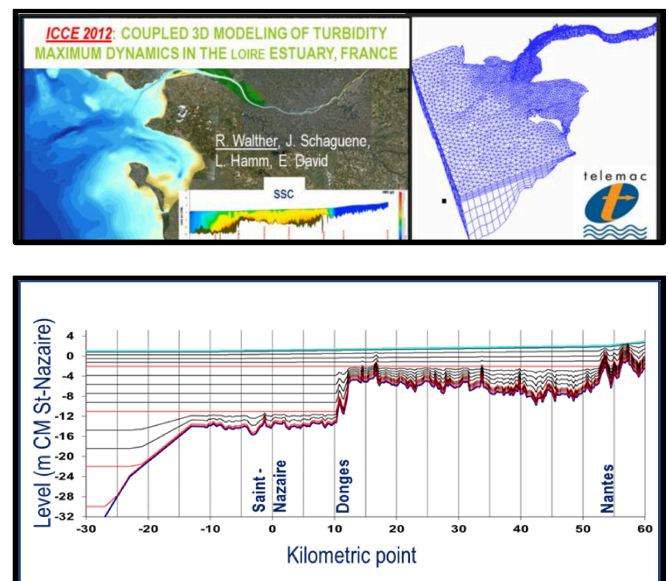 ICCE 2012: COUPLED 3D MODELING OF TURBIDITY
MAXIMUM DYNAMICS IN THE LOIRE ESTUARY, FRANCE
R. Walther, J. Schaguene,
L. Hamm, E. David
SSC
telemac
Level (m CM St-Nazaire)
4
0
-4
-8
-12
-16
-20
-24
-28
-32
Saint-
Nazaire
Donges
Nantes
-30 -20 -10 0 10 20 30 40 50 60
Kilometric point